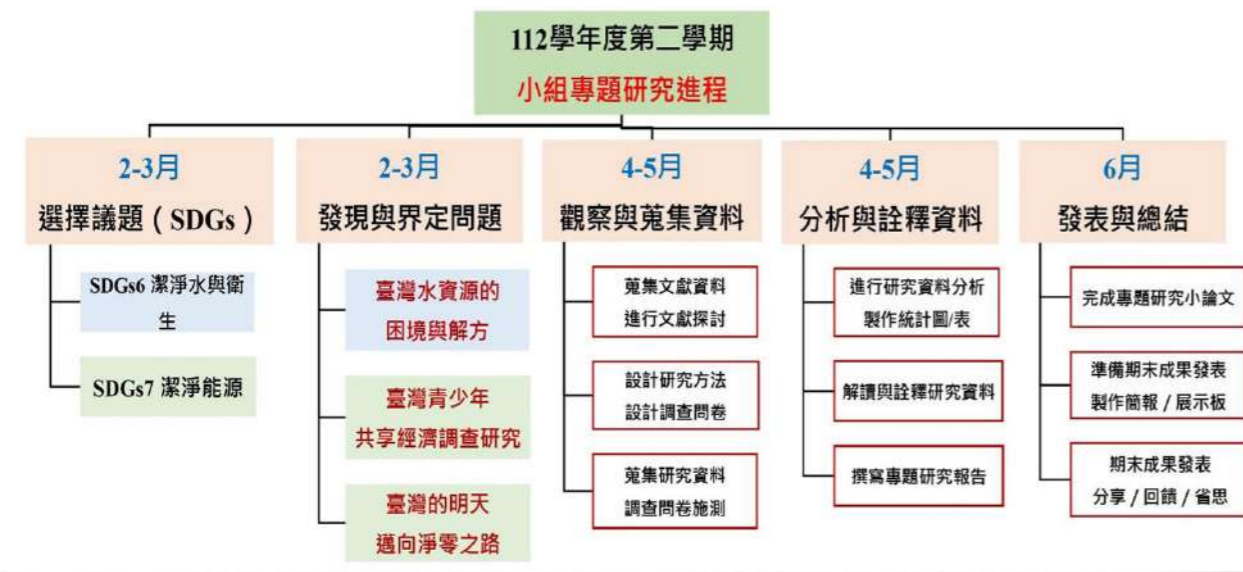 112學年度第二學期
小組專題研究進程
2-3月
選擇議題（SDGs）
SDGs6 潔淨水與衛
生
SDGs7 潔淨能源
2-3月
發現與界定問題
臺灣水資源的
困境與解方
臺灣青少年
共享經濟調查研究
臺灣的明天
邁向淨零之路
4-5月
觀察與蒐集資料
蒐集文獻資料
進行文獻探討
設計研究方法
設計調查問卷
蒐集研究資料
調查問卷施測
4-5月
分析與詮釋資料
進行研究資料分析
製作統計圖/表
解讀與詮釋研究資料
撰寫專題研究報告
6月
發表與總結
完成專題研究小論文
準備期末成果發表
製作簡報 / 展示板
期末成果發表
分享 / 回饋 / 省思